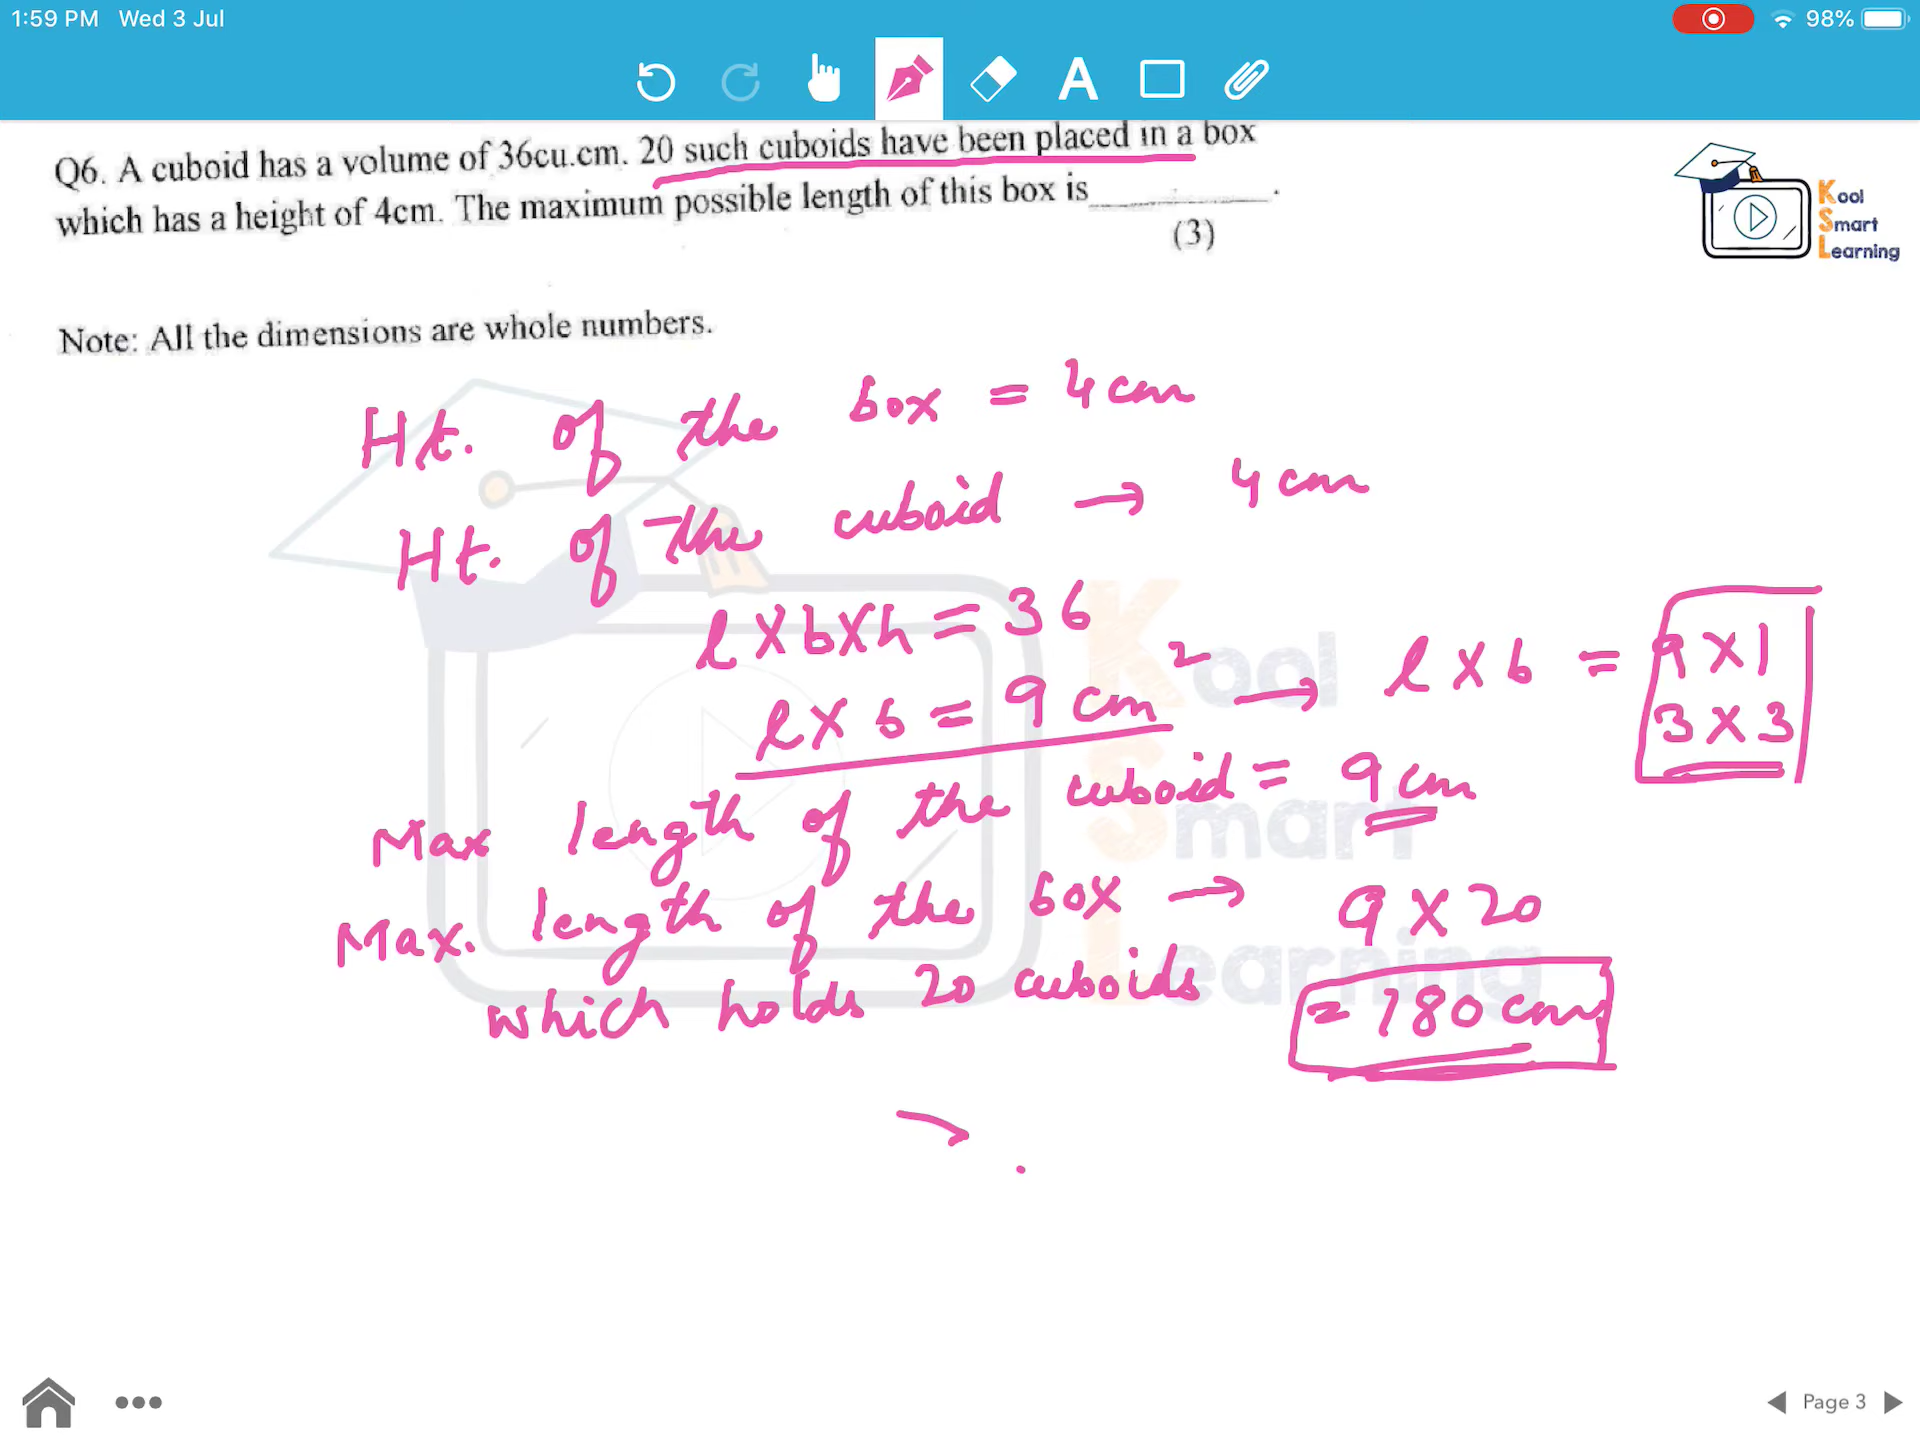 1:59 PM Wed 3 Jul
98%
A
Q6. A cuboid has a volume of 36cu.cm. 20 such cuboids have been placed in a box
which has a height of 4cm. The maximum possible length of this box is ____________.
(3)
Kool
Smart
Learning
Note: All the dimensions are whole numbers.
Ht. of the box = 4 cm
Ht. of the cuboid → 4 cm
l x b x h = 36
l x b = 9 cm² → l x b = 9 x 1
3 x 3
Max length of the cuboid = 9 cm
Max. length of the box → 9 x 20
which holds 20 cuboids = 180 cm
Kool
Smart
Learning
Page 3